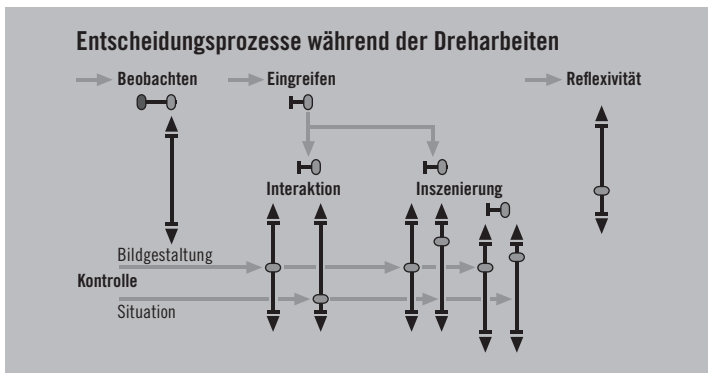 Entscheidungsprozesse während der Dreharbeiten
Beobachten
Eingreifen
Reflexivität
Interaktion
Inszenierung
Bildgestaltung
Kontrolle
Situation